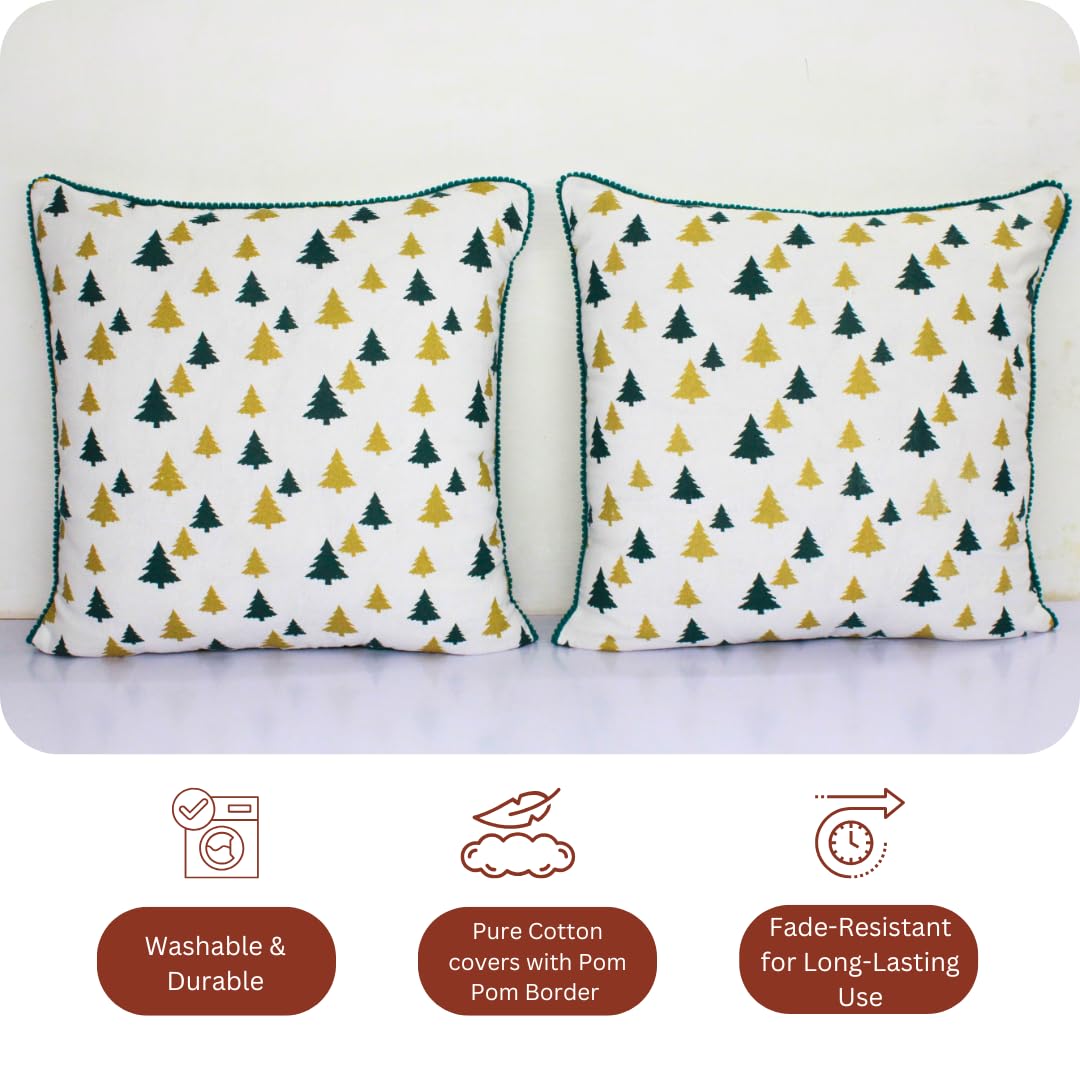 Washable &
Durable
Pure Cotton
covers with Pom
Pom Border
Fade-Resistant
for Long-Lasting
Use